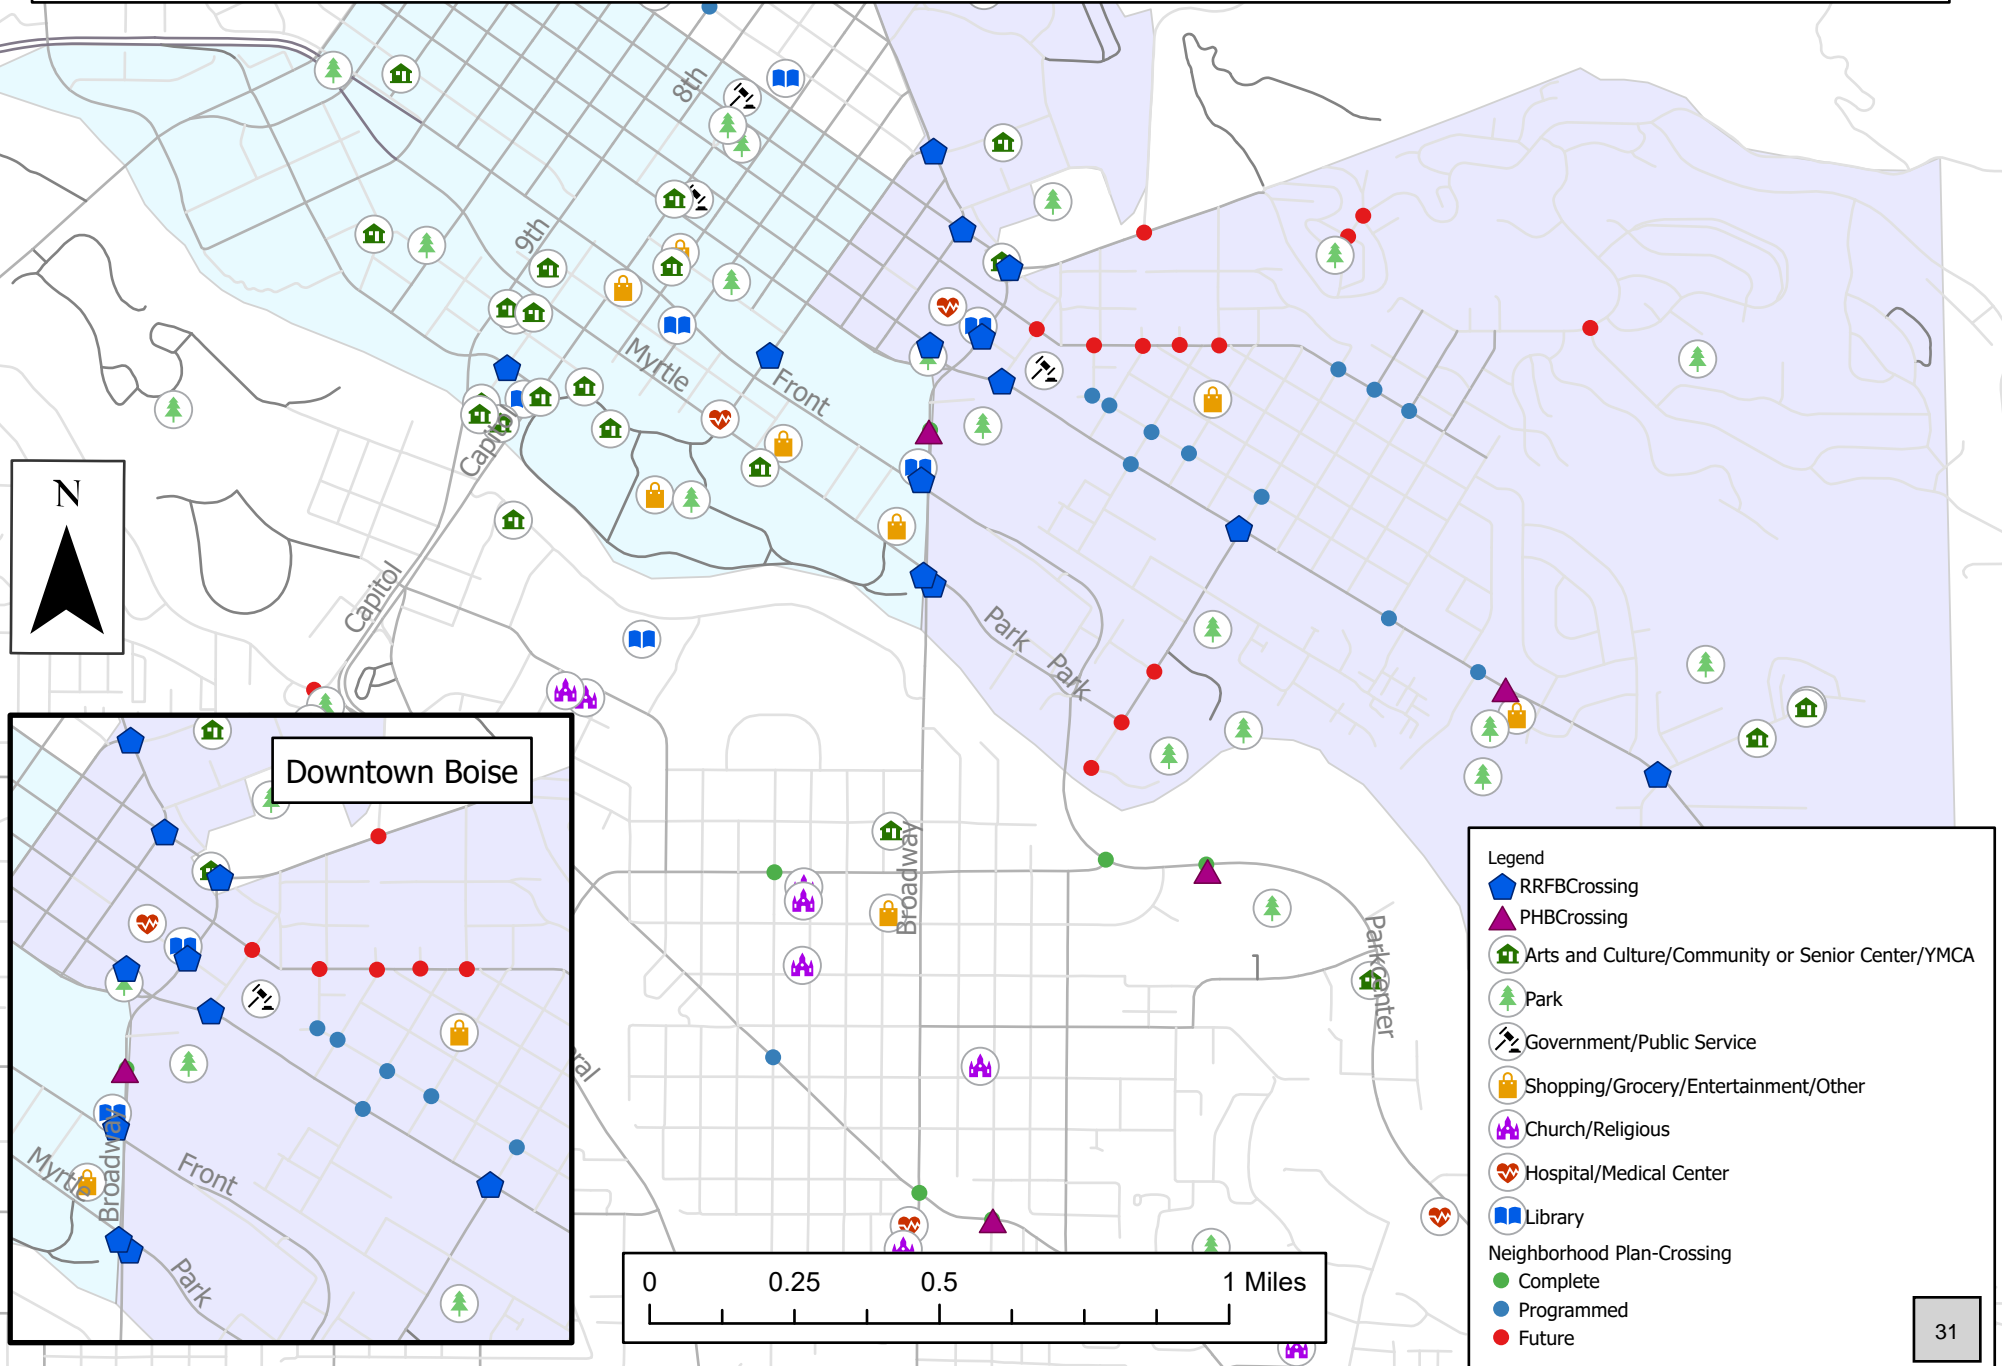 8th
9th
Myrtle
Front
Capitol
N
Capitol
Park
Park
Downtown Boise
Broadway
Parkcenter
ral
Myrtle
Broadway
Front
Park
Legend
RRFBCrossing
PHBCrossing
Arts and Culture/Community or Senior Center/YMCA
Park
Government/Public Service
Shopping/Grocery/Entertainment/Other
Church/Religious
Hospital/Medical Center
Library
Neighborhood Plan-Crossing
Complete
Programmed
Future
0 0.25 0.5 1 Miles
31